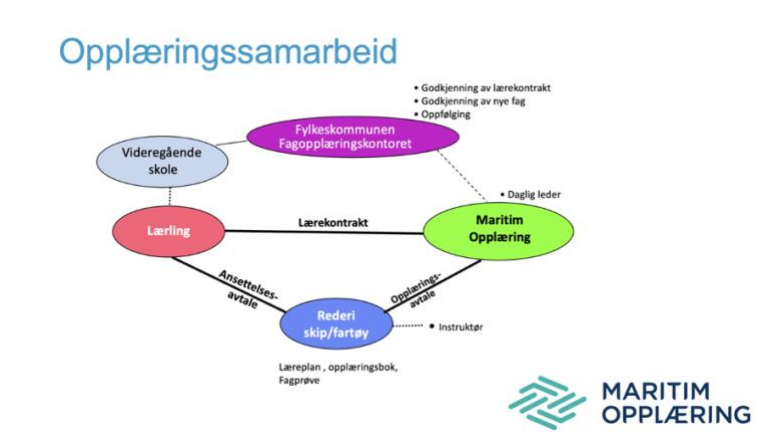 Opplæringssamarbeid
• Godkjenning av lærekontrakt
• Godkjenning av nye fag
• Oppfølging
Fylkeskommunen
Fagopplæringskontoret
Videregående
skole
• Daglig leder
Lærling
Lærekontrakt
Maritim
Opplæring
Ansettelses-
avtale
Opplærings-
avtale
Rederi
skip/fartøy
• Instruktør
Læreplan , opplæringsbok,
Fagprøve
MARITIM
OPPLÆRING